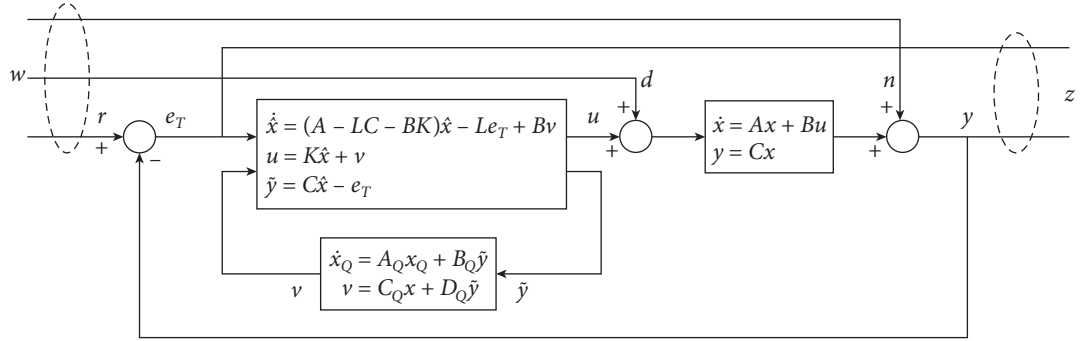 w
r
+
−
e_T
ẋ̂ = (A − LC − BK)x̂ − Le_T + Bv
u = Kx̂ + v
ỹ = Cx̂ − e_T
u
d
+
+
ẋ = Ax + Bu
y = Cx
n
+
+
y
z
ẋ_Q = A_Q x_Q + B_Q ỹ
v = C_Q x + D_Q ỹ
v
ỹ